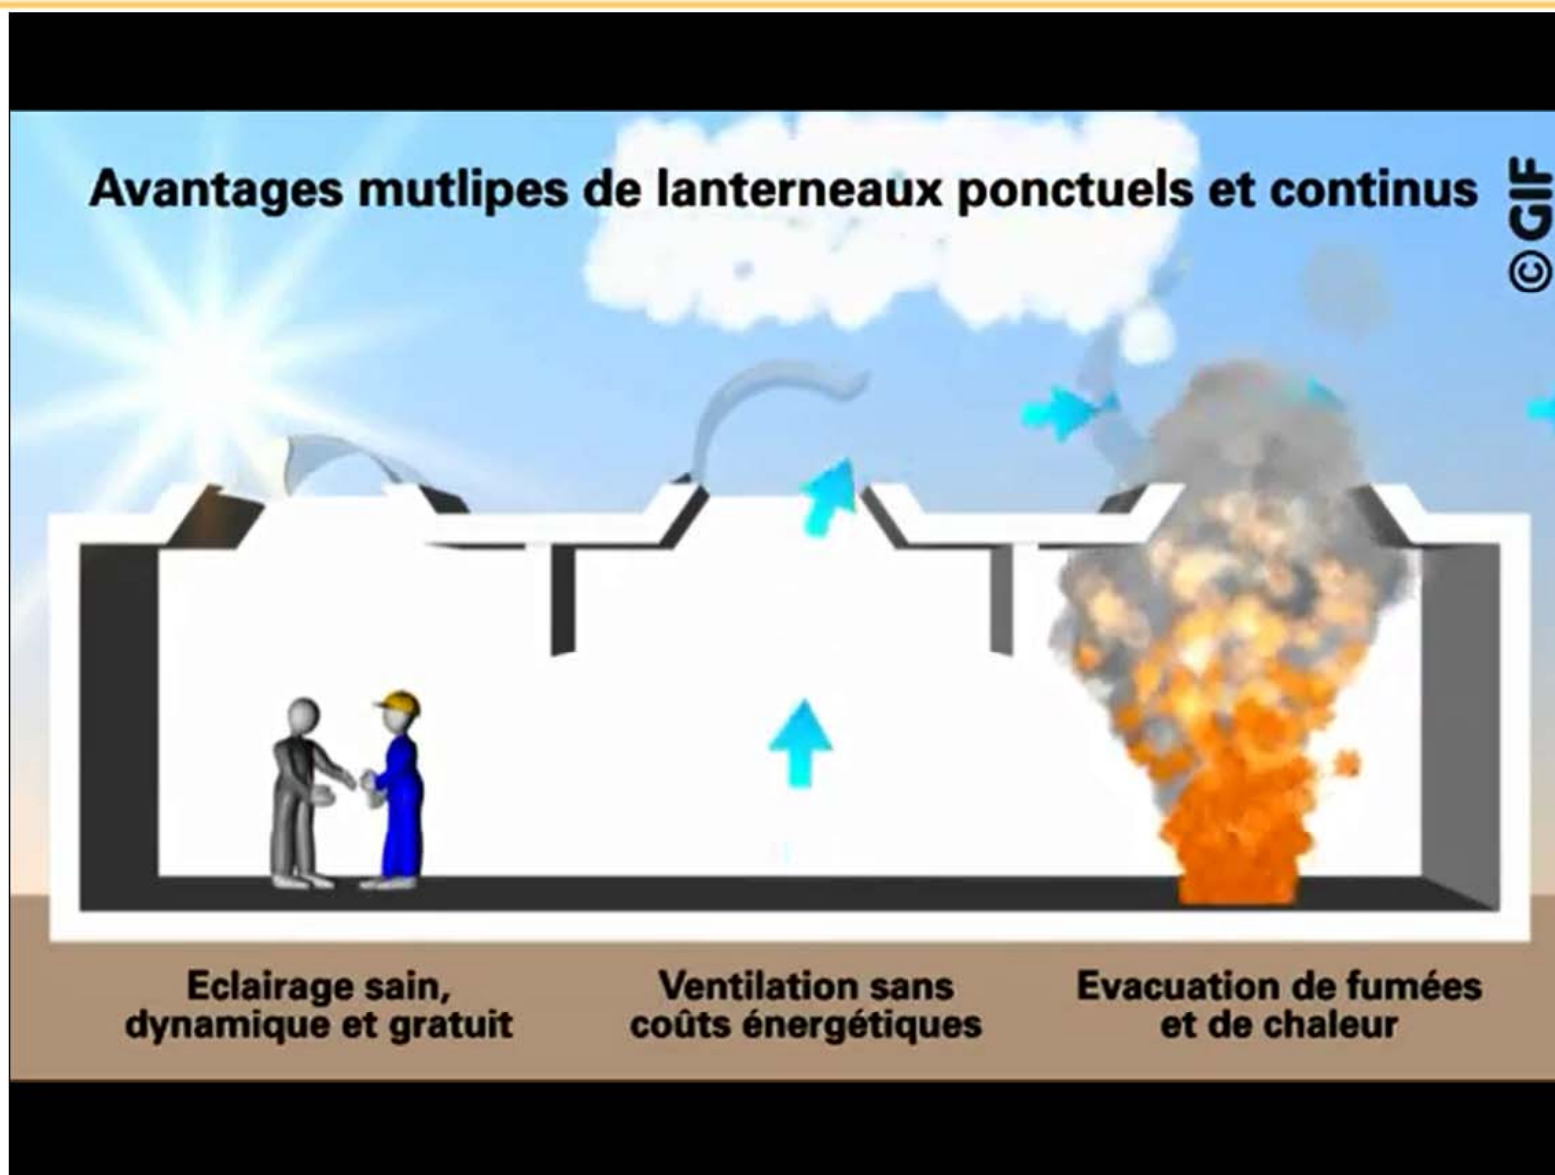 Avantages mutlipes de lanterneaux ponctuels et continus
© GIF
Eclairage sain,
dynamique et gratuit
Ventilation sans
coûts énergétiques
Evacuation de fumées
et de chaleur